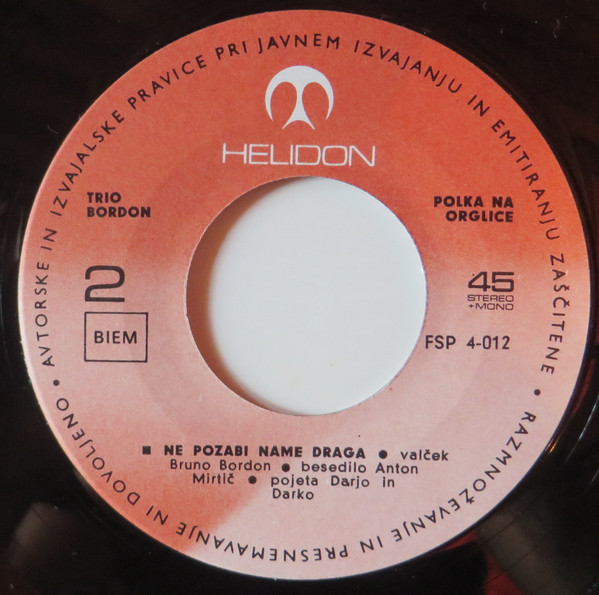 AVTORSKE IN IZVAJALSKE PRAVICE PRI JAVNEM IZVAJANJU IN EMITIRANJU ZAŠČITENE • RAZMNOŽEVANJE IN PRESNEMAVANJE NI DOVOLJENO •
HELIDON
TRIO
BORDON
POLKA NA
ORGLICE
2
45
STEREO
+MONO
BIEM
FSP 4-012
■ NE POZABI NAME DRAGA ● valček
Bruno Bordon ● besedilo Anton
Mirtič ● pojeta Darjo in
Darko